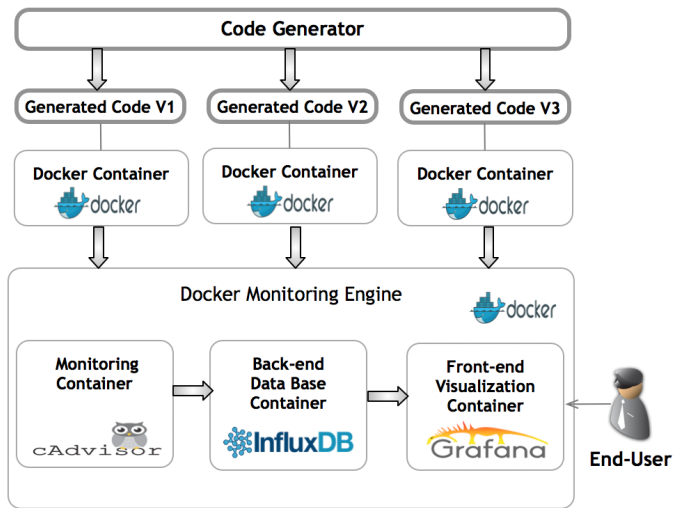 Code Generator
Generated Code V1
Generated Code V2
Generated Code V3
Docker Container
docker
Docker Container
docker
Docker Container
docker
Docker Monitoring Engine
docker
Monitoring
Container
cAdvisor
Back-end
Data Base
Container
InfluxDB
Front-end
Visualization
Container
Grafana
End-User